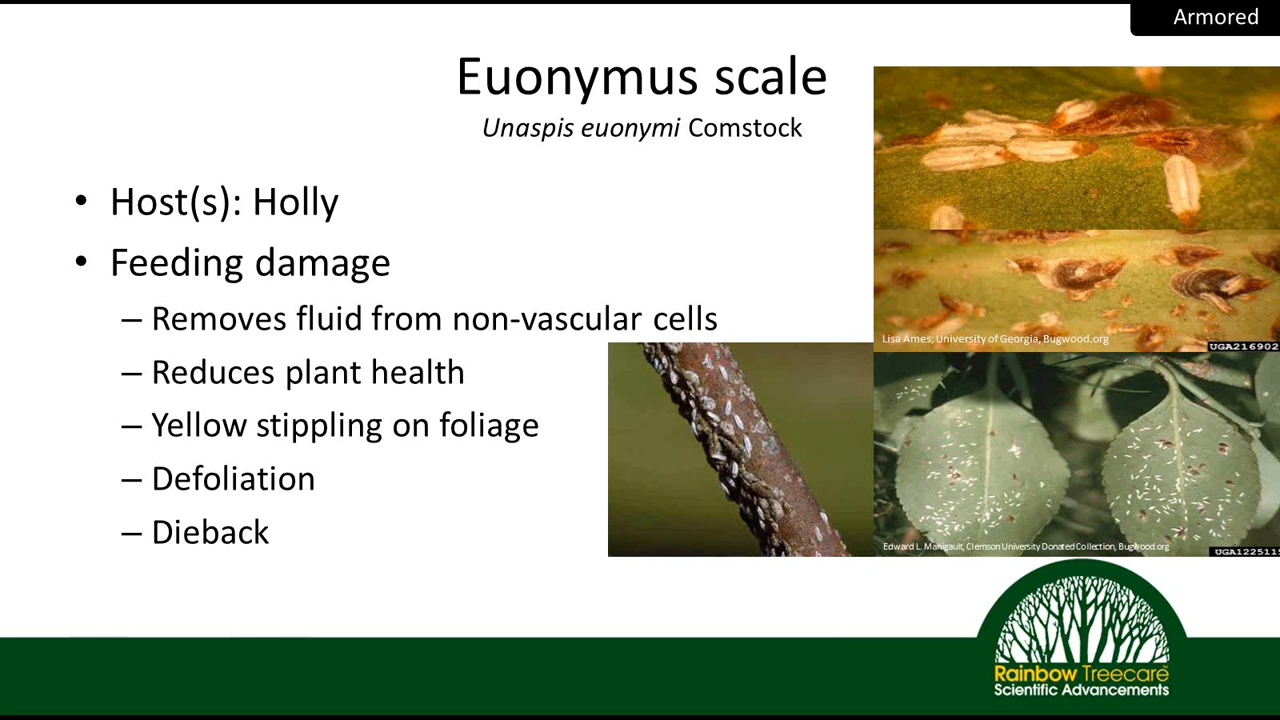 Armored
Euonymus scale
Unaspis euonymi Comstock
• Host(s): Holly
• Feeding damage
– Removes fluid from non-vascular cells
– Reduces plant health
– Yellow stippling on foliage
– Defoliation
– Dieback
Lisa Ames, University of Georgia, Bugwood.org
UGA216902
Edward L. Manigault, Clemson University Donated Collection, Bugwood.org
UGA1225115
Rainbow Treecare
Scientific Advancements